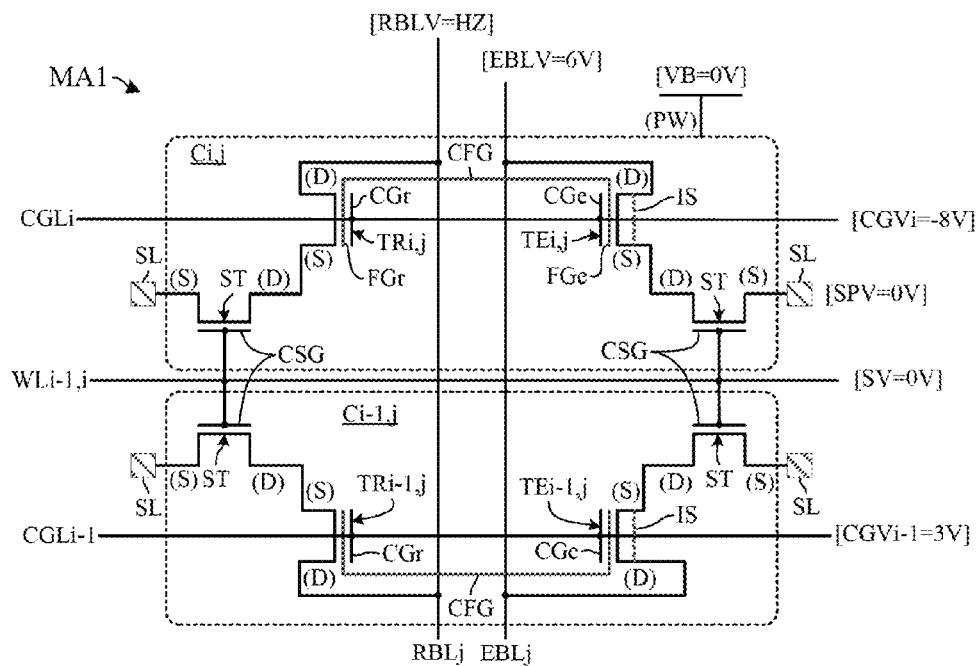 [RBLV=HZ]
[EBLV=6V]
MA1
[VB=0V]
(PW)
Ci,j
CFG
(D)
(D)
CGr
CGe
IS
CGLi
[CGVi=-8V]
TRi,j
TEi,j
SL
(S)
ST
(D)
(S)
FGr
FGe
(S)
(D)
ST
(S)
SL
[SPV=0V]
CSG
CSG
WLi-1,i
[SV=0V]
Ci-1,j
SL
(S)
ST
(D)
(S)
TRi-1,j
TEi-1,j
(S)
(D)
ST
(S)
SL
IS
CGLi-1
[CGVi-1=3V]
CGr
CGe
(D)
(D)
CFG
RBLj
EBLj